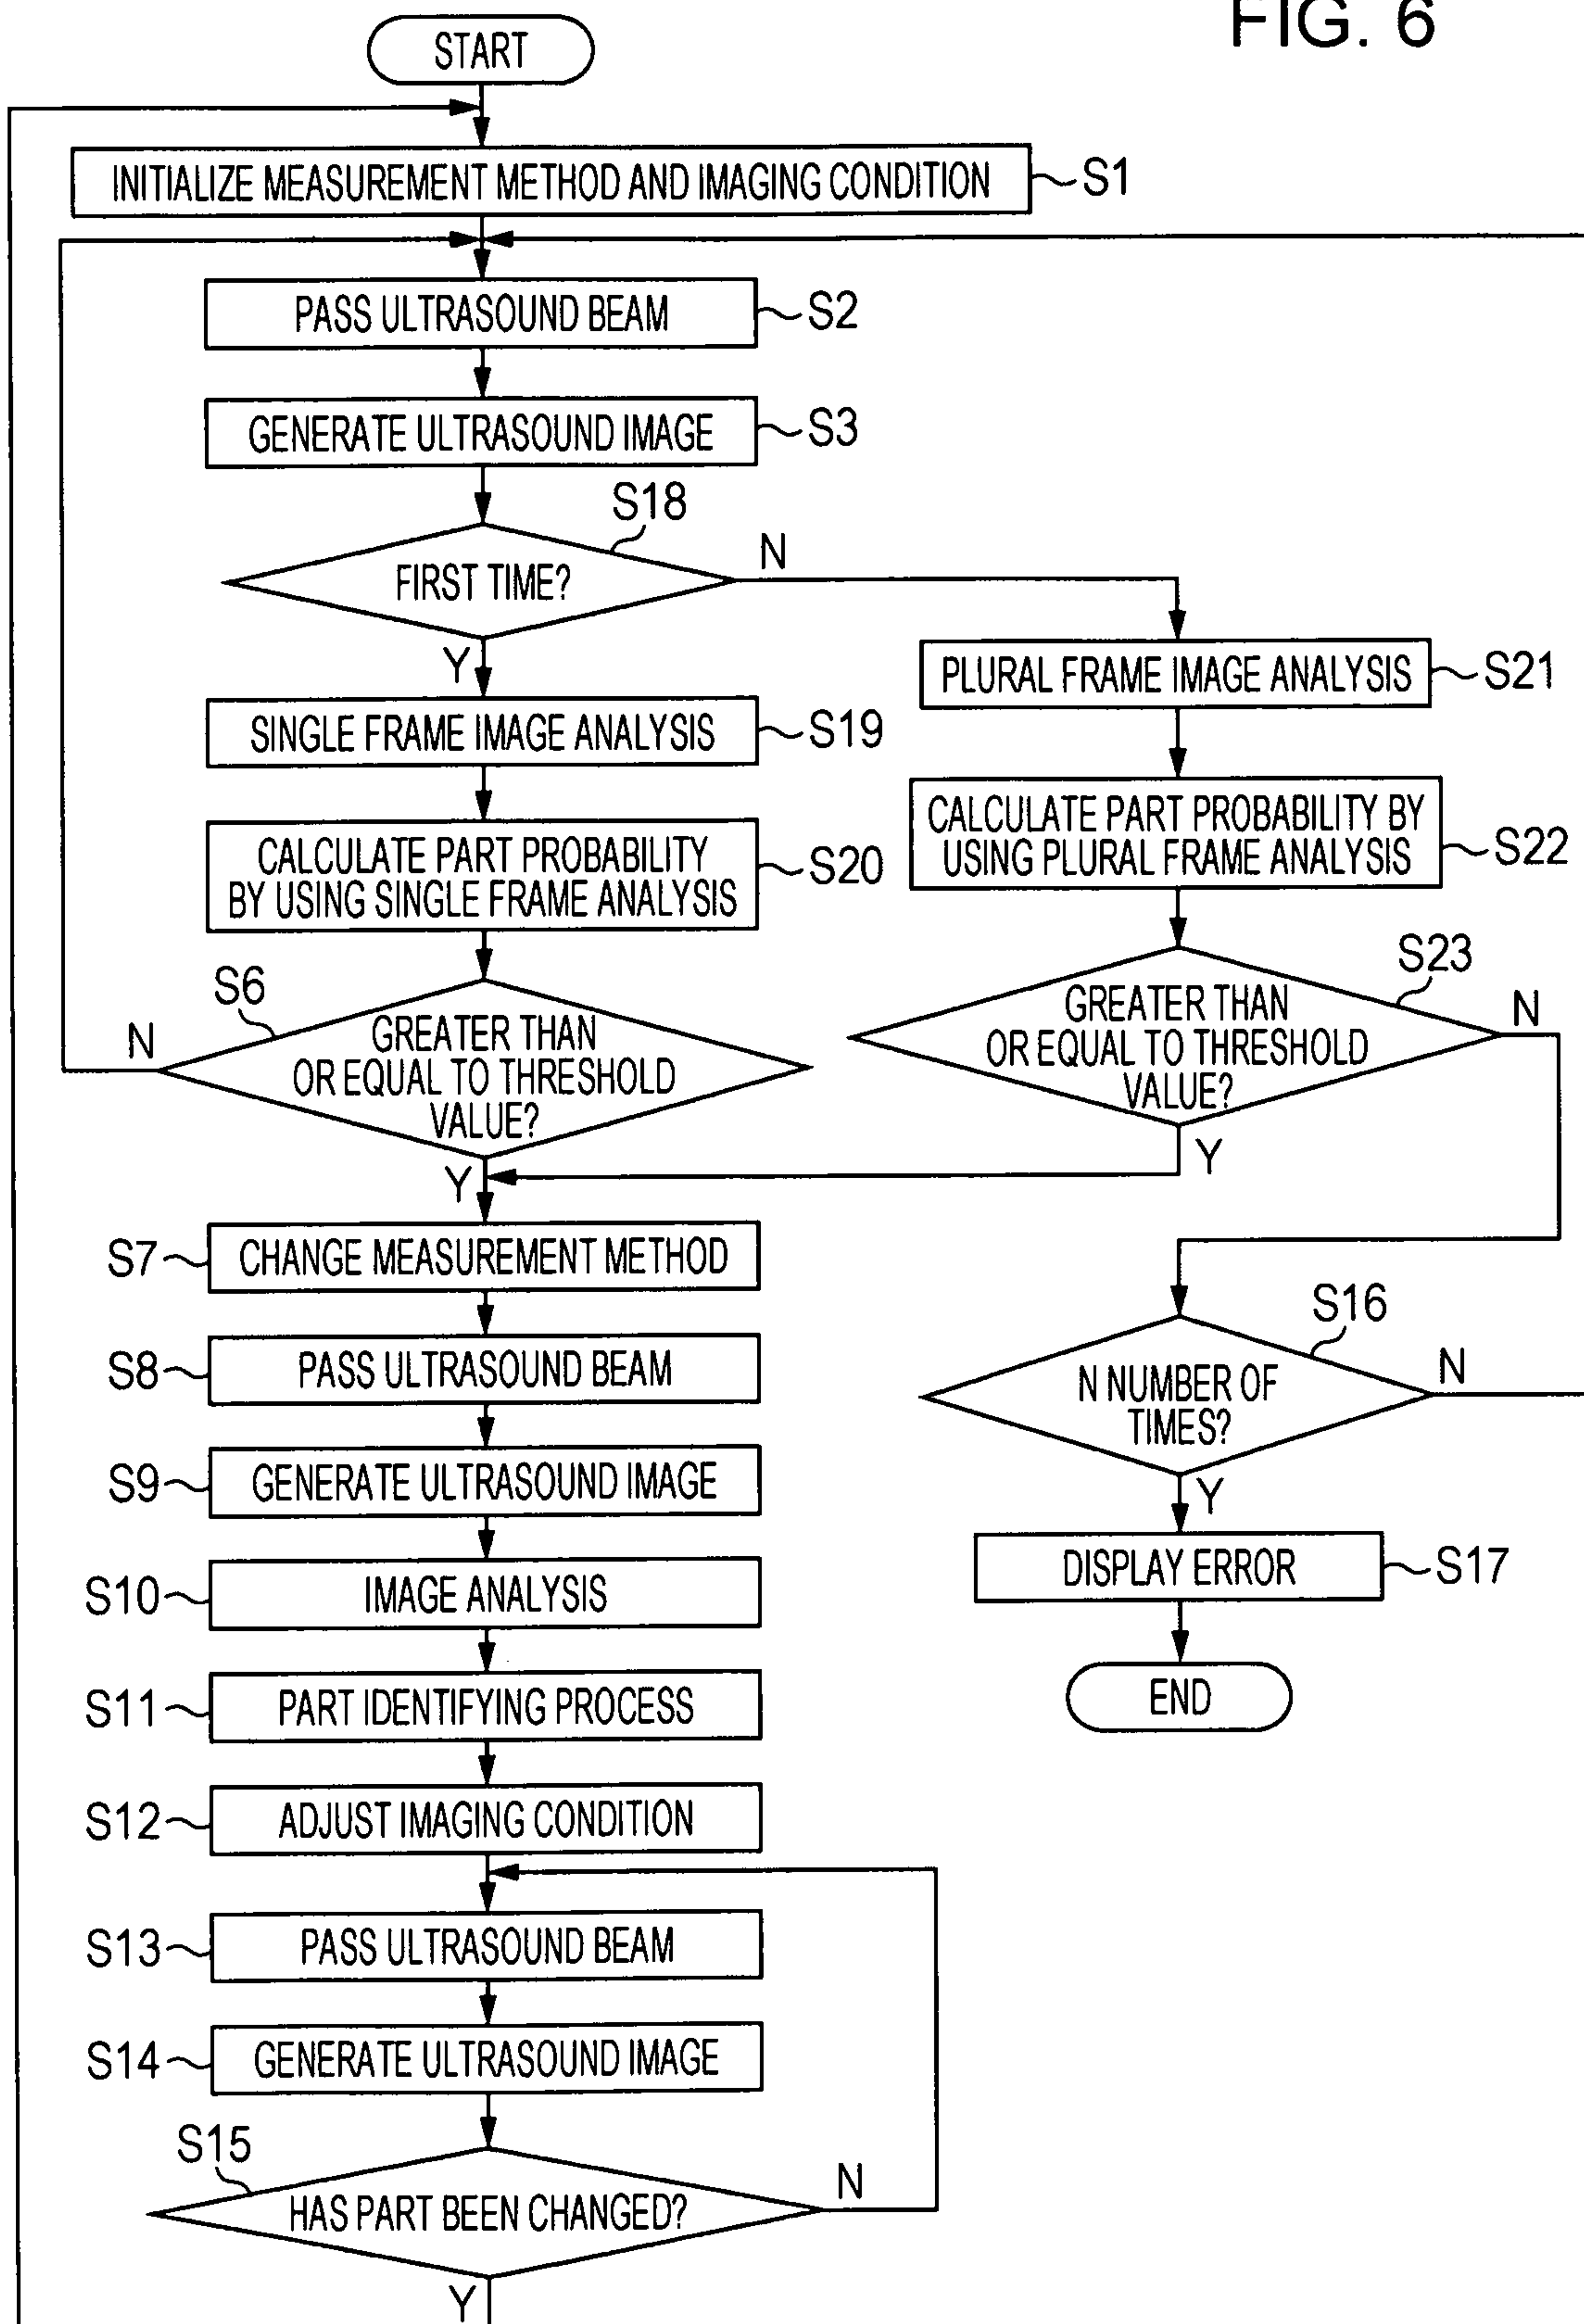 FIG. 6
START
INITIALIZE MEASUREMENT METHOD AND IMAGING CONDITION
S1
PASS ULTRASOUND BEAM
S2
GENERATE ULTRASOUND IMAGE
S3
S18
FIRST TIME?
N
Y
SINGLE FRAME IMAGE ANALYSIS
S19
CALCULATE PART PROBABILITY
BY USING SINGLE FRAME ANALYSIS
S20
S6
GREATER THAN
OR EQUAL TO THRESHOLD
VALUE?
N
Y
PLURAL FRAME IMAGE ANALYSIS
S21
CALCULATE PART PROBABILITY BY
USING PLURAL FRAME ANALYSIS
S22
S23
GREATER THAN
OR EQUAL TO THRESHOLD
VALUE?
N
Y
S7
CHANGE MEASUREMENT METHOD
S8
PASS ULTRASOUND BEAM
S9
GENERATE ULTRASOUND IMAGE
S10
IMAGE ANALYSIS
S11
PART IDENTIFYING PROCESS
S12
ADJUST IMAGING CONDITION
S13
PASS ULTRASOUND BEAM
S14
GENERATE ULTRASOUND IMAGE
S15
HAS PART BEEN CHANGED?
N
Y
S16
N NUMBER OF
TIMES?
N
Y
DISPLAY ERROR
S17
END